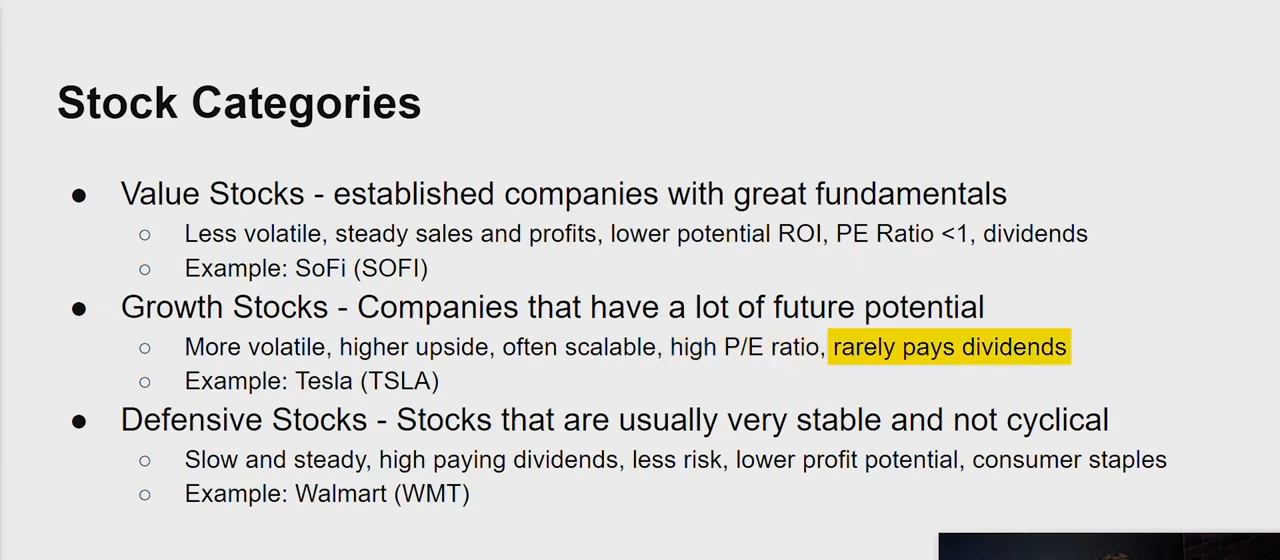 Stock Categories
● Value Stocks - established companies with great fundamentals
○ Less volatile, steady sales and profits, lower potential ROI, PE Ratio <1, dividends
○ Example: SoFi (SOFI)
● Growth Stocks - Companies that have a lot of future potential
○ More volatile, higher upside, often scalable, high P/E ratio, rarely pays dividends
○ Example: Tesla (TSLA)
● Defensive Stocks - Stocks that are usually very stable and not cyclical
○ Slow and steady, high paying dividends, less risk, lower profit potential, consumer staples
○ Example: Walmart (WMT)